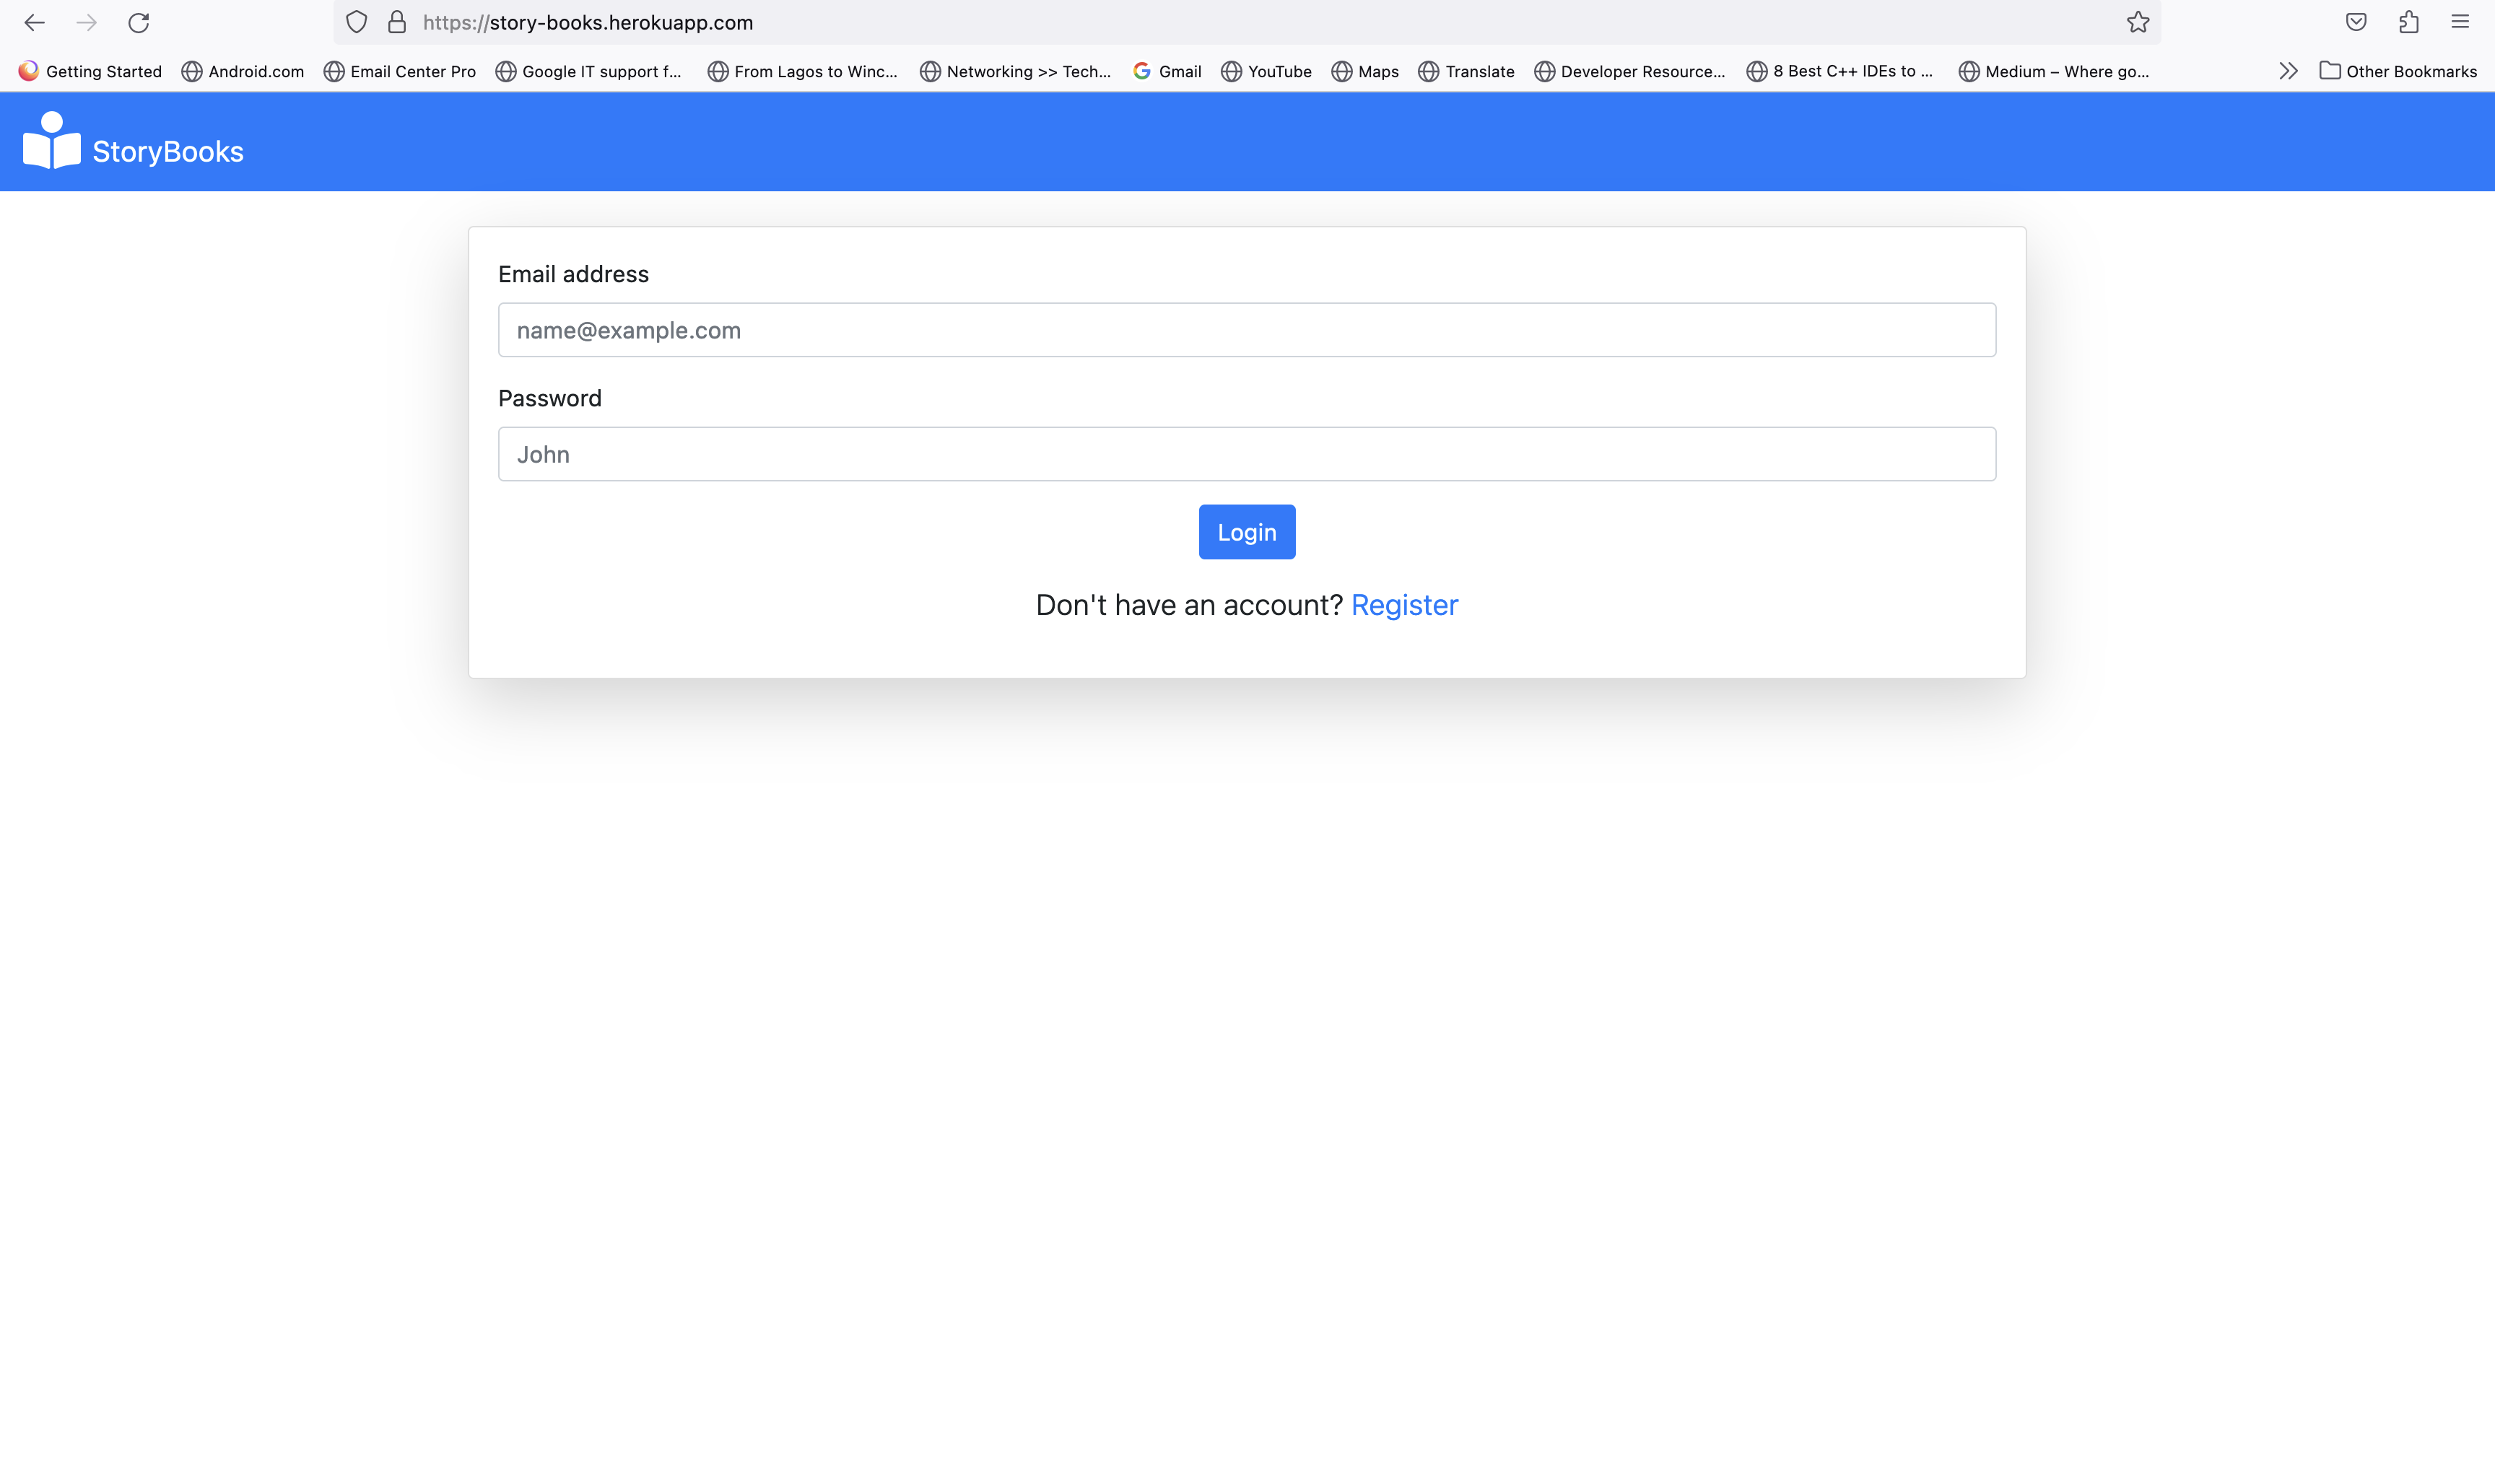 https://story-books.herokuapp.com
Getting Started Android.com Email Center Pro Google IT support f... From Lagos to Winc... Networking >> Tech... Gmail YouTube Maps Translate Developer Resource... 8 Best C++ IDEs to ... Medium – Where go... Other Bookmarks
StoryBooks
Email address
name@example.com
Password
John
Login
Don't have an account? Register